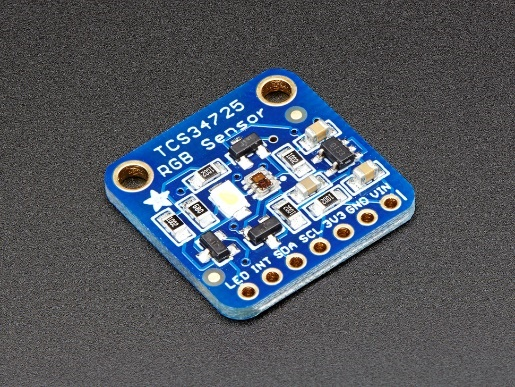 TCS34725
RGB Sensor
LED INT SDA SCL 3V3 GND VIN